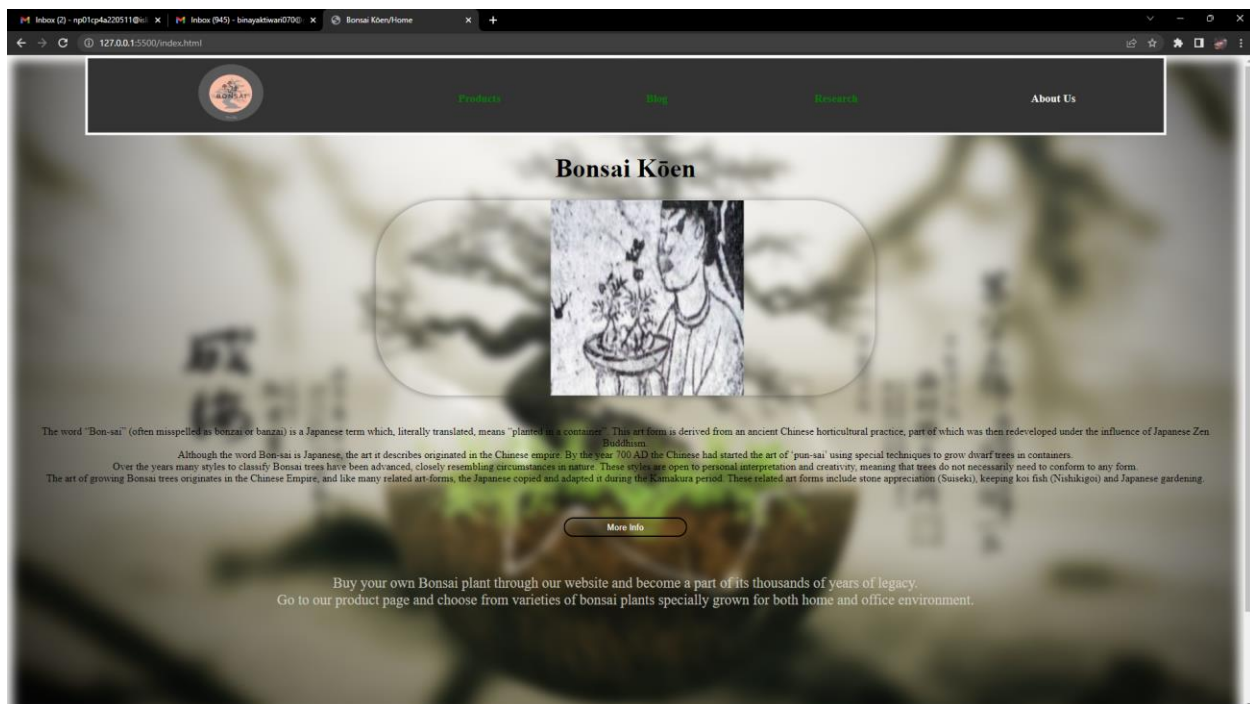 Inbox (2) - np01cp4a220511@isl
Inbox (945) - binayaktiwari070@
Bonsai Kōen/Home
127.0.0.1:5500/index.html
BONSAI
Products
Blog
Research
About Us
Bonsai Kōen
The word "Bon-sai" (often misspelled as bonzai or banzai) is a Japanese term which, literally translated, means "planted in a container". This art form is derived from an ancient Chinese horticultural practice, part of which was then redeveloped under the influence of Japanese Zen
Buddhism.
Although the word Bon-sai is Japanese, the art it describes originated in the Chinese empire. By the year 700 AD the Chinese had started the art of 'pun-sai' using special techniques to grow dwarf trees in containers.
Over the years many styles to classify Bonsai trees have been advanced, closely resembling circumstances in nature. These styles are open to personal interpretation and creativity, meaning that trees do not necessarily need to conform to any form.
The art of growing Bonsai trees originates in the Chinese Empire, and like many related art-forms, the Japanese copied and adapted it during the Kamakura period. These related art forms include stone appreciation (Suiseki), keeping koi fish (Nishikigoi) and Japanese gardening.
More Info
Buy your own Bonsai plant through our website and become a part of its thousands of years of legacy.
Go to our product page and choose from varieties of bonsai plants specially grown for both home and office environment.